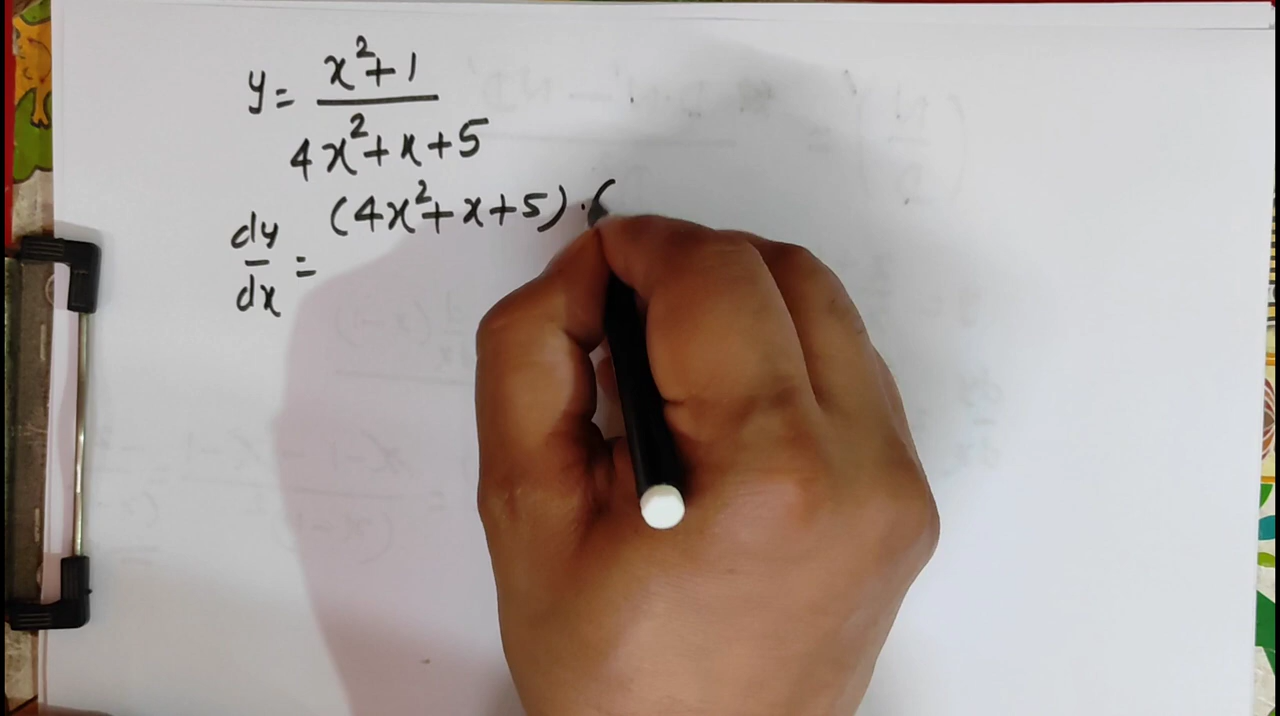 y = x²+1
4x²+x+5
dy/dx = (4x²+x+5)·(